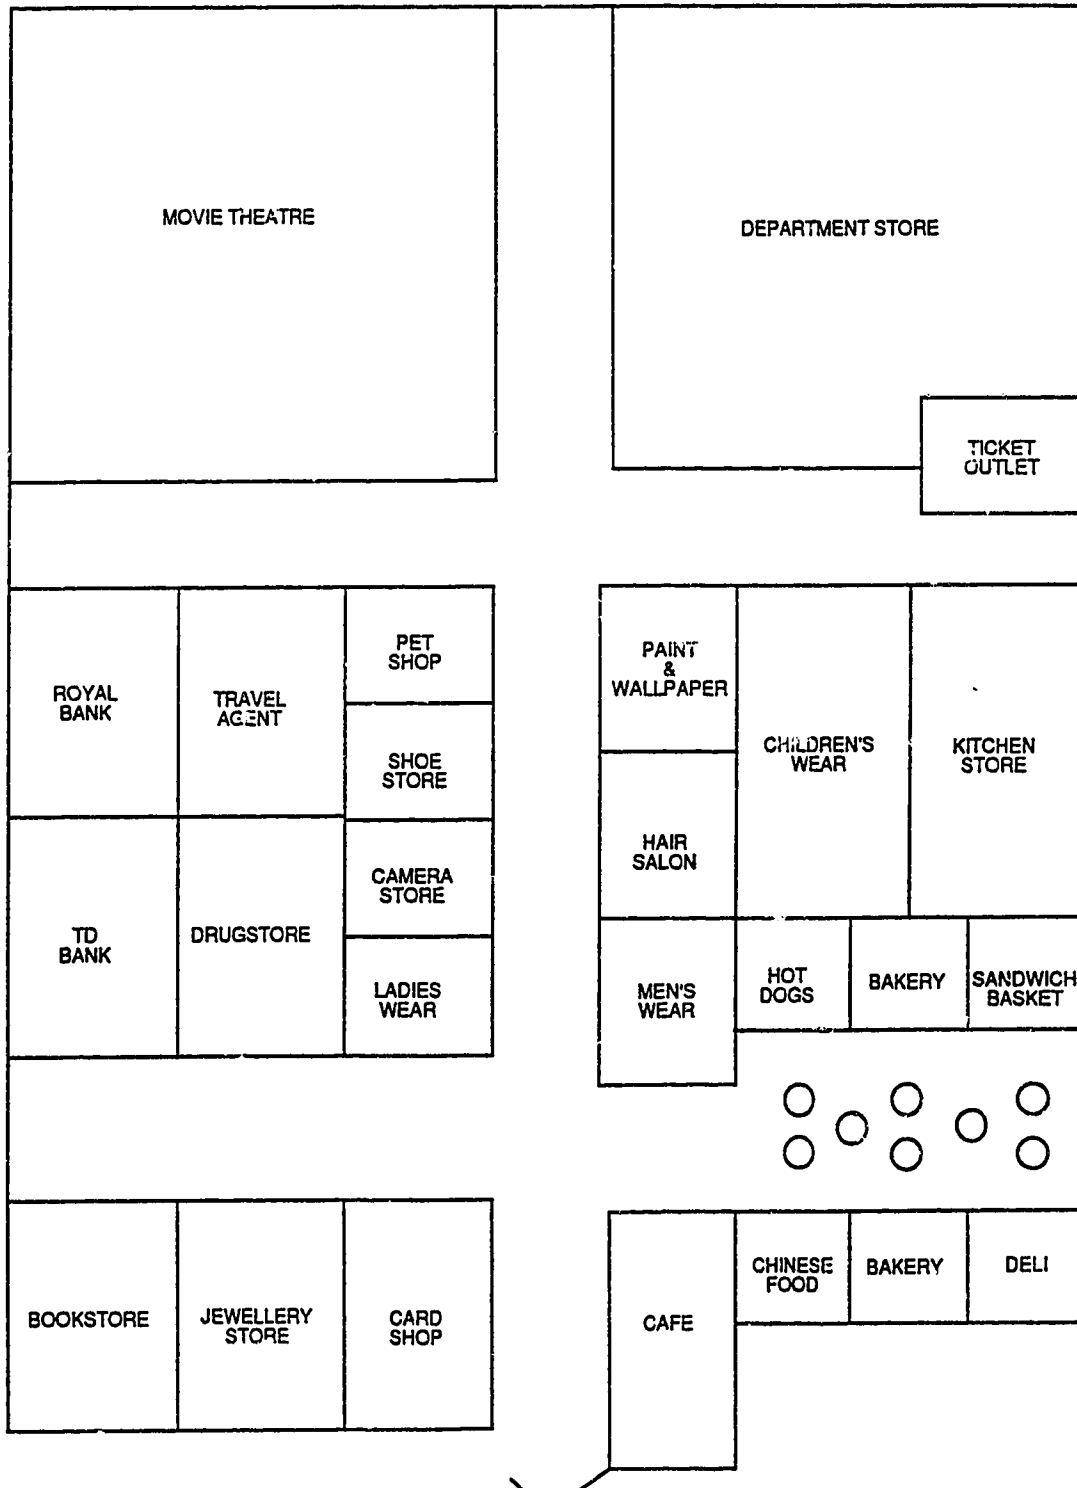 MOVIE THEATRE
DEPARTMENT STORE
TICKET
OUTLET
ROYAL
BANK
TRAVEL
AGENT
PET
SHOP
SHOE
STORE
CAMERA
STORE
LADIES
WEAR
TD
BANK
DRUGSTORE
PAINT
&
WALLPAPER
CHILDREN'S
WEAR
KITCHEN
STORE
HAIR
SALON
MEN'S
WEAR
HOT
DOGS
BAKERY
SANDWICH
BASKET
BOOKSTORE
JEWELLERY
STORE
CARD
SHOP
CAFE
CHINESE
FOOD
BAKERY
DELI